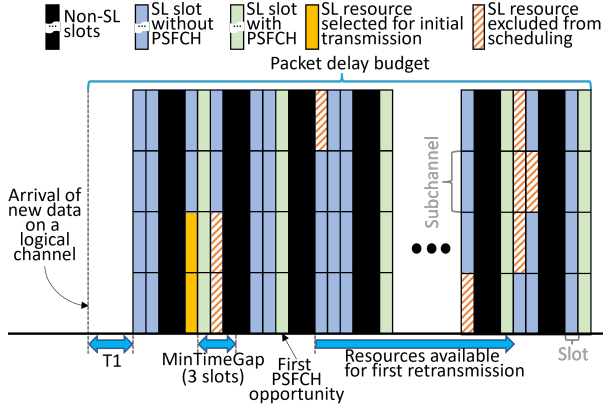 Non-SL
slots
SL slot
without
PSFCH
SL slot
with
PSFCH
SL resource
selected for initial
transmission
SL resource
excluded from
scheduling
Packet delay budget
Arrival of
new data
on a
logical
channel
Subchannel
T1
MinTimeGap
(3 slots)
First
PSFCH
opportunity
Resources available
for first retransmission
Slot